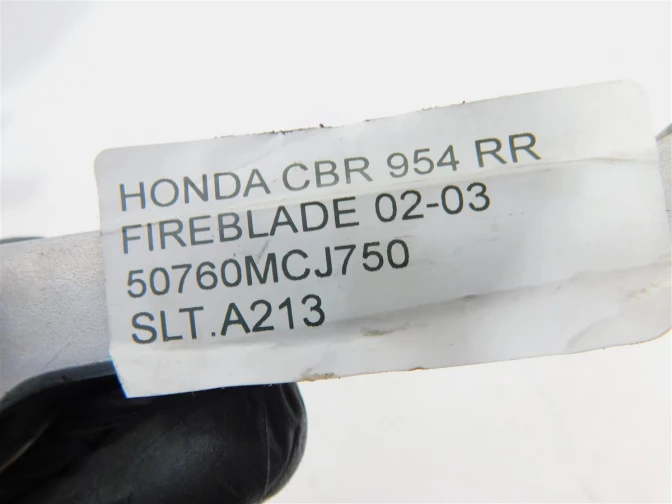 HONDA CBR 954 RR
FIREBLADE 02-03
50760MCJ750
SLT.A213